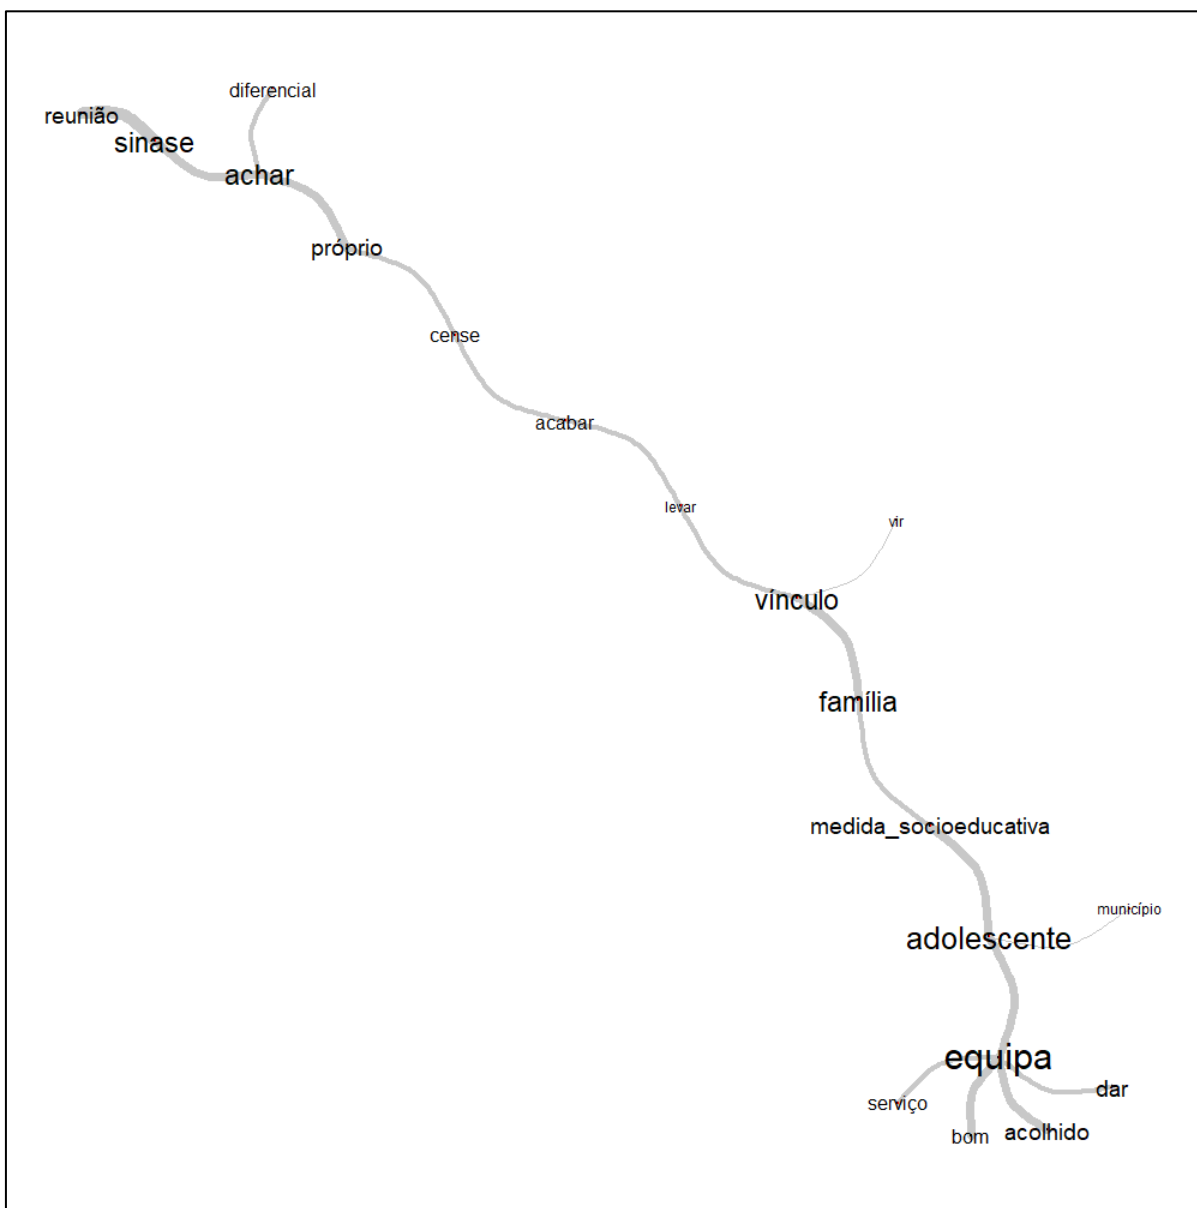 diferencial
reunião
sinase
achar
próprio
cense
acabar
levar
vir
vínculo
família
medida_socioeducativa
município
adolescente
equipa
dar
serviço
acolhido
bom